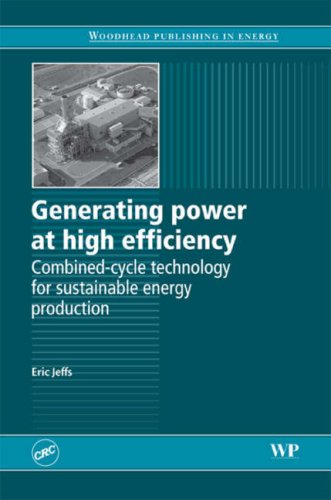 WOODHEAD PUBLISHING IN ENERGY
Generating power
at high efficiency
Combined-cycle technology
for sustainable energy
production
Eric Jeffs
CRC
WP